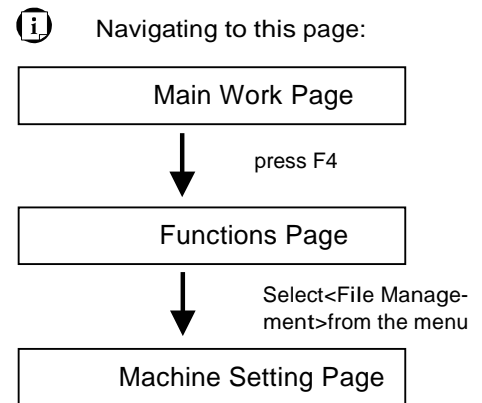 i Navigating to this page:
Main Work Page
press F4
Functions Page
Select<File Manage-
ment>from the menu
Machine Setting Page